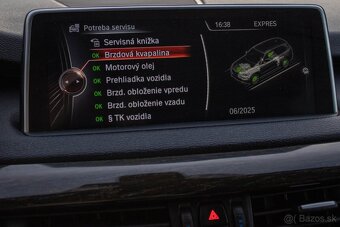 Potreba servisu
16:38
EXPRES
Servisná knižka
OK Brzdová kvapalina
OK Motorový olej
OK Prehliadka vozidla
OK Brzd. obloženie vpredu
OK Brzd. obloženie vzadu
OK § TK vozidla
06/2025
Bazos.sk